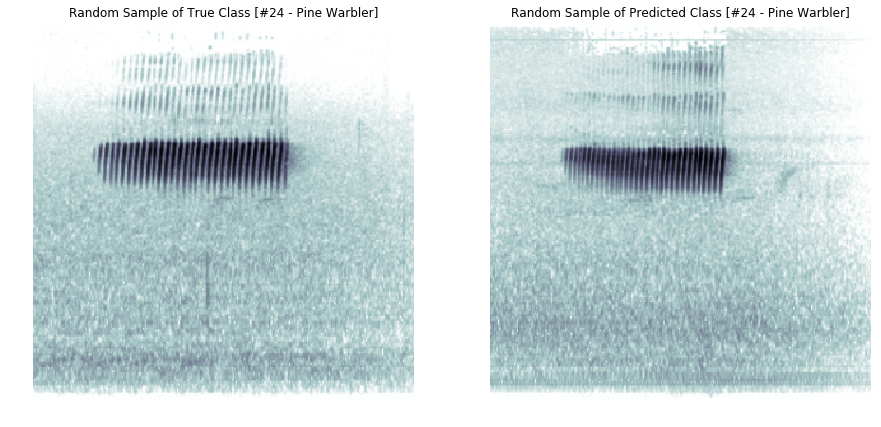 Random Sample of True Class [#24 - Pine Warbler]
Random Sample of Predicted Class [#24 - Pine Warbler]